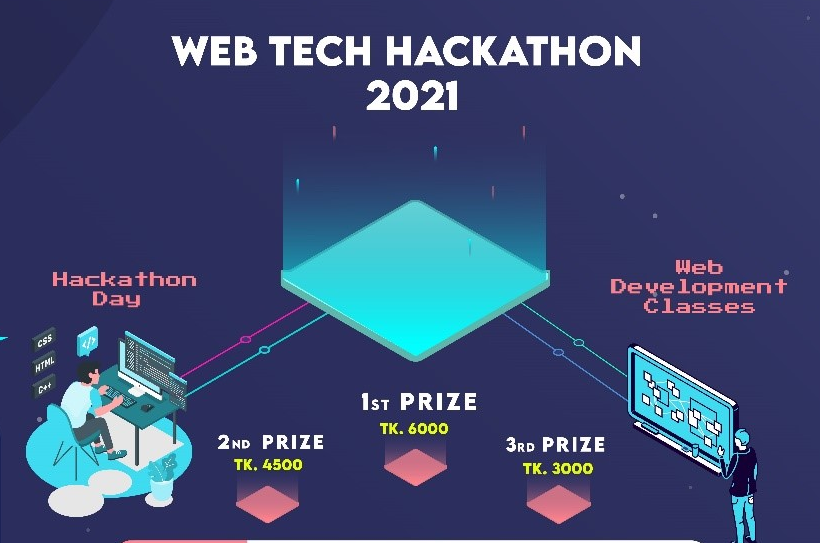 WEB TECH HACKATHON
2021
Hackathon
Day
Web
Development
Classes
CSS
HTML
C++
</>
1ST PRIZE
TK. 6000
2ND PRIZE
TK. 4500
3RD PRIZE
TK. 3000